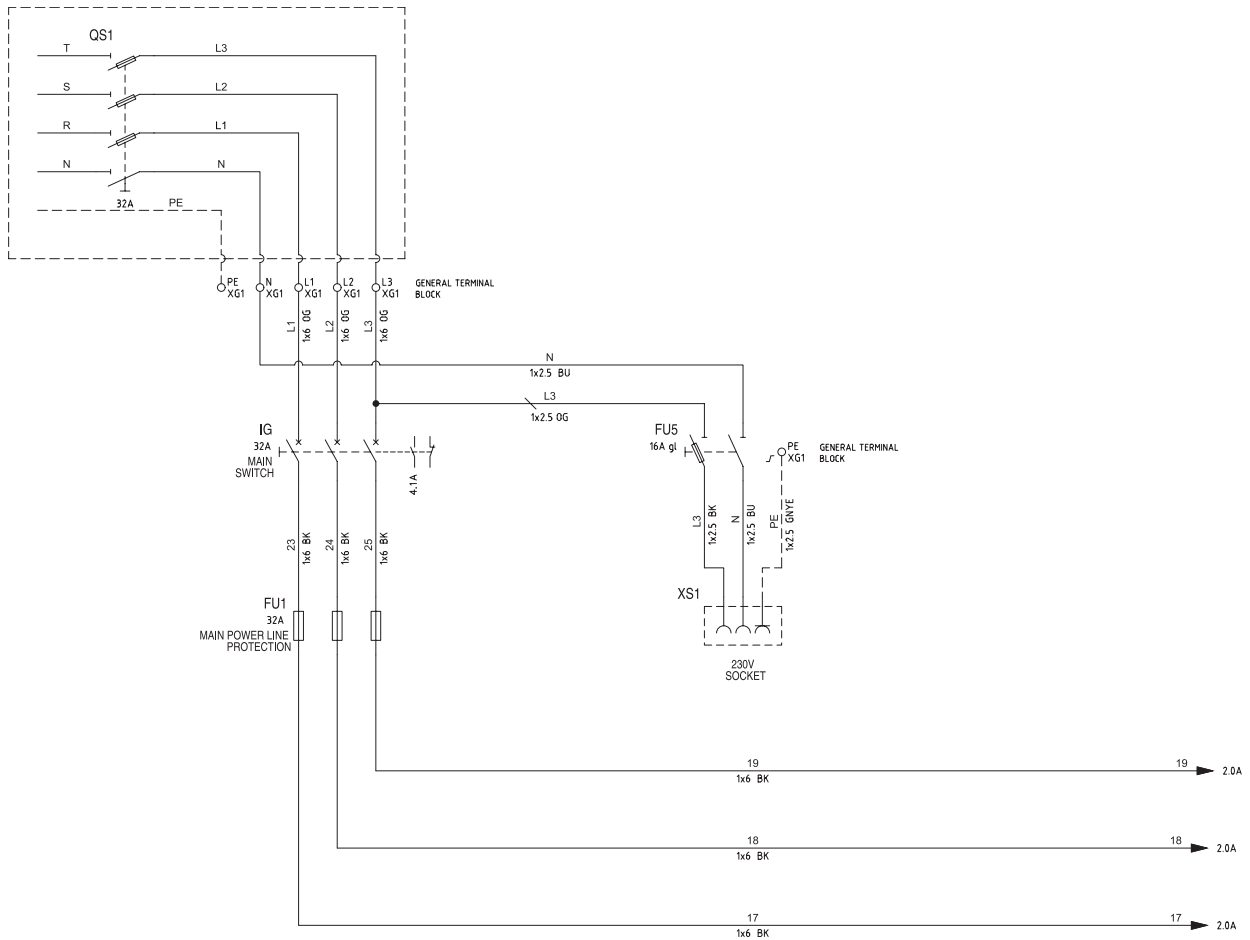 QS1
T L3
S L2
R L1
N N
32A PE
PE XG1
N XG1
L1 XG1
L2 XG1
L3 XG1
GENERAL TERMINAL
BLOCK
L1 1x6 OG
L2 1x6 OG
L3 1x6 OG
N
1x2.5 BU
L3
1x2.5 OG
IG
32A
MAIN
SWITCH
4.1A
FU5
16A gl
PE
XG1
GENERAL TERMINAL
BLOCK
23 1x6 BK
24 1x6 BK
25 1x6 BK
L3 1x2.5 BK
N 1x2.5 BU
PE 1x2.5 GNYE
FU1
32A
MAIN POWER LINE
PROTECTION
XS1
230V
SOCKET
19 19
1x6 BK 2.0A
18 18
1x6 BK 2.0A
17 17
1x6 BK 2.0A